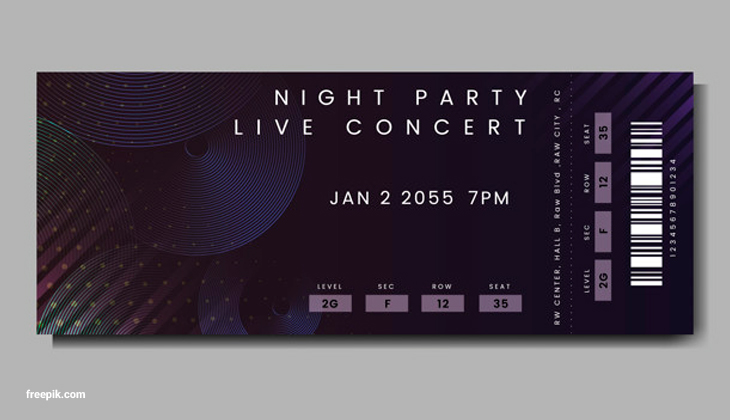 NIGHT PARTY
LIVE CONCERT
JAN 2 2055 7PM
LEVEL SEC ROW SEAT
2G F 12 35
RW CENTER, HALL B, Raw Blvd ,RAW CITY , RC
LEVEL SEC ROW SEAT
2G F 12 35
12345678901234
freepik.com